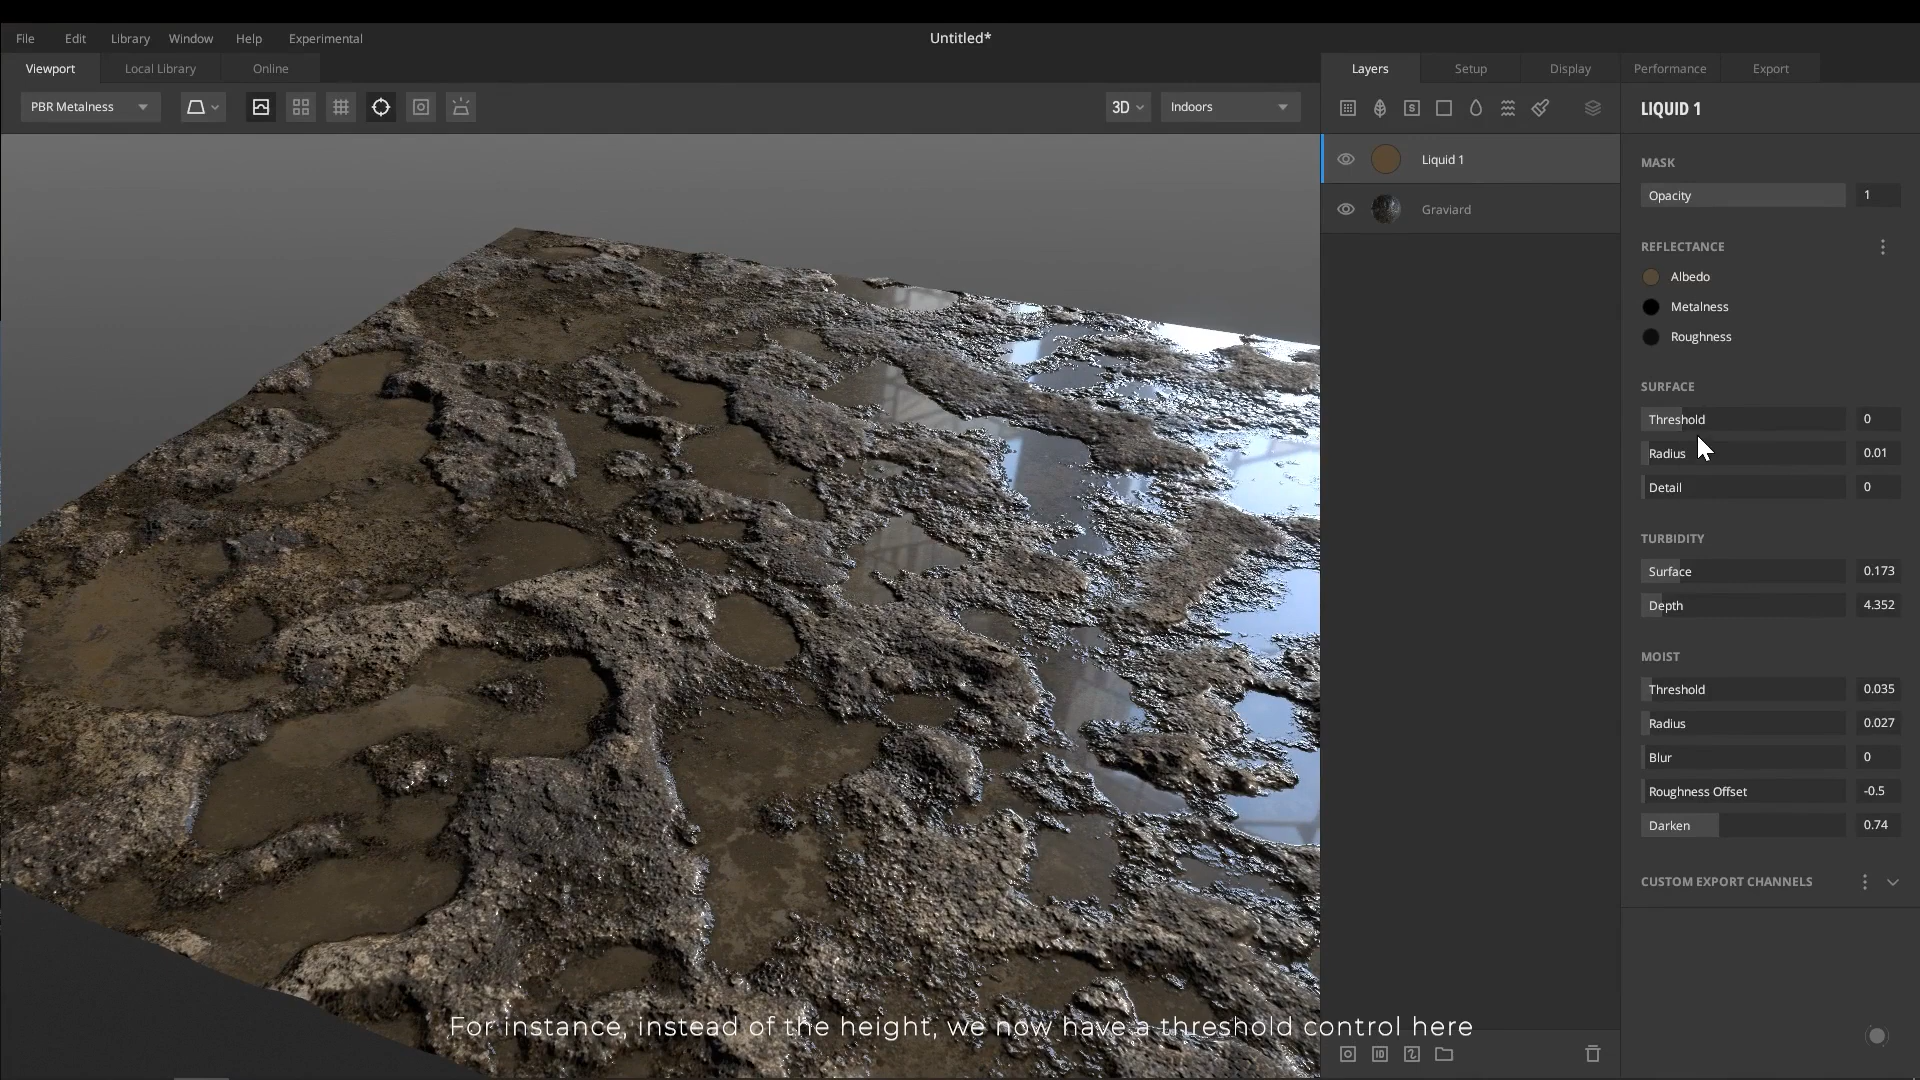 File Edit Library Window Help Experimental
Untitled*
Viewport Local Library Online
Layers Setup Display Performance Export
PBR Metalness
3D
Indoors
LIQUID 1
Liquid 1
Graviard
MASK
Opacity 1
REFLECTANCE
Albedo
Metalness
Roughness
SURFACE
Threshold 0
Radius 0.01
Detail 0
TURBIDITY
Surface 0.173
Depth 4.352
MOIST
Threshold 0.035
Radius 0.027
Blur 0
Roughness Offset -0.5
Darken 0.74
CUSTOM EXPORT CHANNELS
For instance, instead of the height, we now have a threshold control here